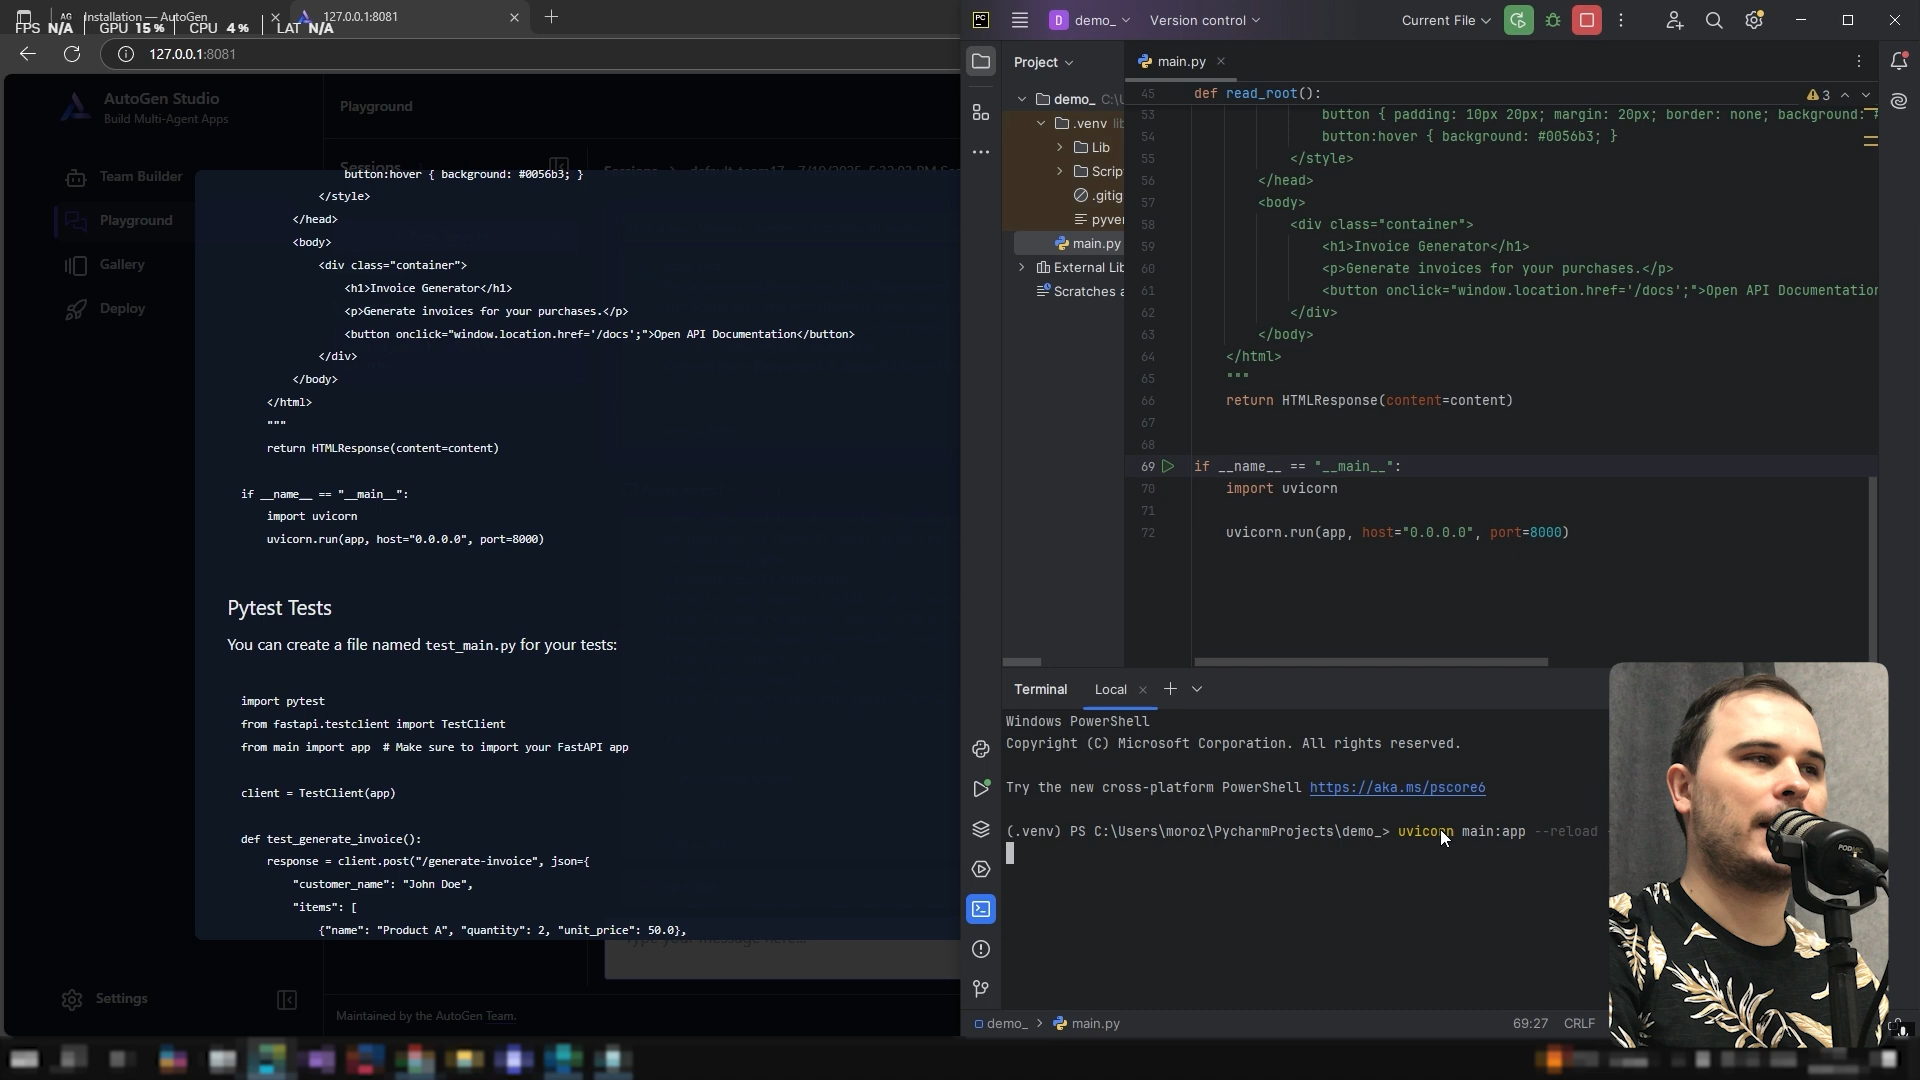 Installation — AutoGen
127.0.0.1:8081
FPS N/A GPU 15 % CPU 4 % LAT N/A
127.0.0.1:8081
AutoGen Studio
Build Multi-Agent Apps
Team Builder
Playground
Gallery
Deploy
Settings
Playground
Sessions
button:hover { background: #0056b3; }
</style>
</head>
<body>
<div class="container">
<h1>Invoice Generator</h1>
<p>Generate invoices for your purchases.</p>
<button onclick="window.location.href='/docs';">Open API Documentation</button>
</div>
</body>
</html>
"""
return HTMLResponse(content=content)
if __name__ == "__main__":
import uvicorn
uvicorn.run(app, host="0.0.0.0", port=8000)
Pytest Tests
You can create a file named test_main.py for your tests:
import pytest
from fastapi.testclient import TestClient
from main import app # Make sure to import your FastAPI app
client = TestClient(app)
def test_generate_invoice():
response = client.post("/generate-invoice", json={
"customer_name": "John Doe",
"items": [
{"name": "Product A", "quantity": 2, "unit_price": 50.0},
Type your message here...
Maintained by the AutoGen Team.
PC
D demo_
Version control
Current File
Project
demo_ C:\U
.venv lib
Lib
Scrip
.gitig
pyver
main.py
External Lib
Scratches a
main.py
45 def read_root():
3
53 button { padding: 10px 20px; margin: 20px; border: none; background: #
54 button:hover { background: #0056b3; }
55 </style>
56 </head>
57 <body>
58 <div class="container">
59 <h1>Invoice Generator</h1>
60 <p>Generate invoices for your purchases.</p>
61 <button onclick="window.location.href='/docs';">Open API Documentation
62 </div>
63 </body>
64 </html>
65 """
66 return HTMLResponse(content=content)
67
68
69 if __name__ == "__main__":
70 import uvicorn
71
72 uvicorn.run(app, host="0.0.0.0", port=8000)
Terminal Local
Windows PowerShell
Copyright (C) Microsoft Corporation. All rights reserved.
Try the new cross-platform PowerShell https://aka.ms/pscore6
(.venv) PS C:\Users\moroz\PycharmProjects\demo_> uvicorn main:app --reload
demo_ > main.py
69:27 CRLF
PODMIC